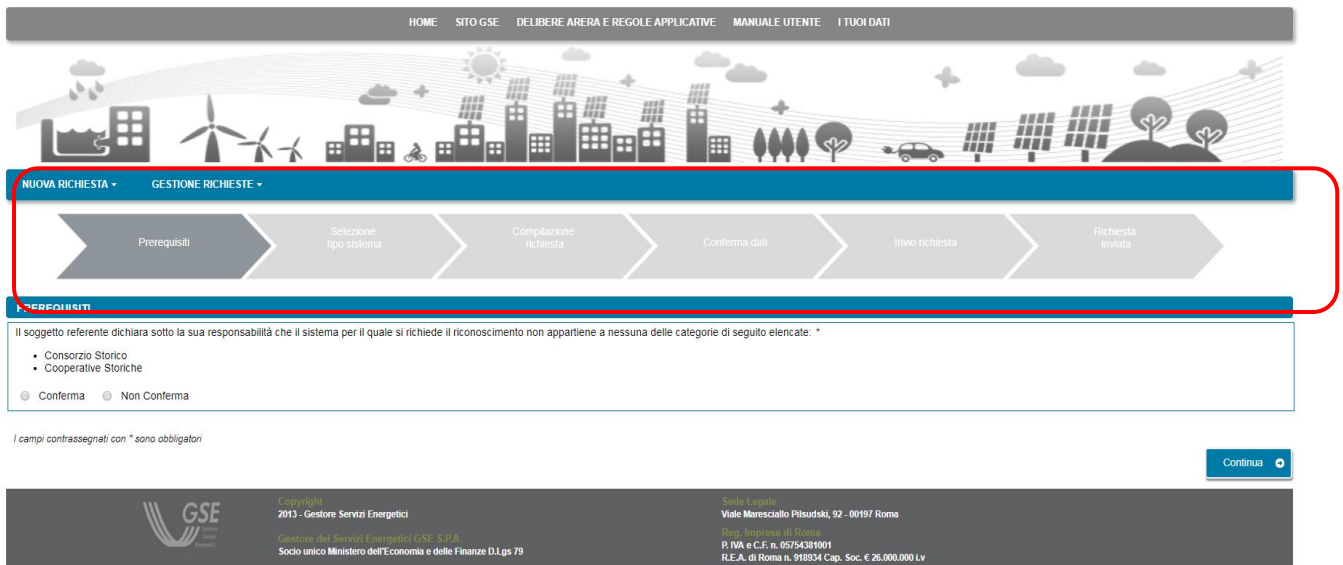 HOME SITO GSE DELIBERE ARERA E REGOLE APPLICATIVE MANUALE UTENTE I TUOI DATI
NUOVA RICHIESTA GESTIONE RICHIESTE
Prerequisiti
Selezione
tipo sistema
Compilazione
richiesta
Conferma dati
Invio richiesta
Richiesta
inviata
PREREQUISITI
Il soggetto referente dichiara sotto la sua responsabilità che il sistema per il quale si richiede il riconoscimento non appartiene a nessuna delle categorie di seguito elencate: *
• Consorzio Storico
• Cooperative Storiche
Conferma Non Conferma
I campi contrassegnati con * sono obbligatori
Continua
GSE
Gestore
Servizi
Energetici
Copyright
2013 - Gestore Servizi Energetici
Gestore dei Servizi Energetici GSE S.P.A.
Socio unico Ministero dell'Economia e delle Finanze D.Lgs 79
Sede Legale
Viale Maresciallo Pilsudski, 92 - 00197 Roma
Reg. Imprese di Roma
P. IVA e C.F. n. 05754381001
R.E.A. di Roma n. 918934 Cap. Soc. € 26.000.000 i.v